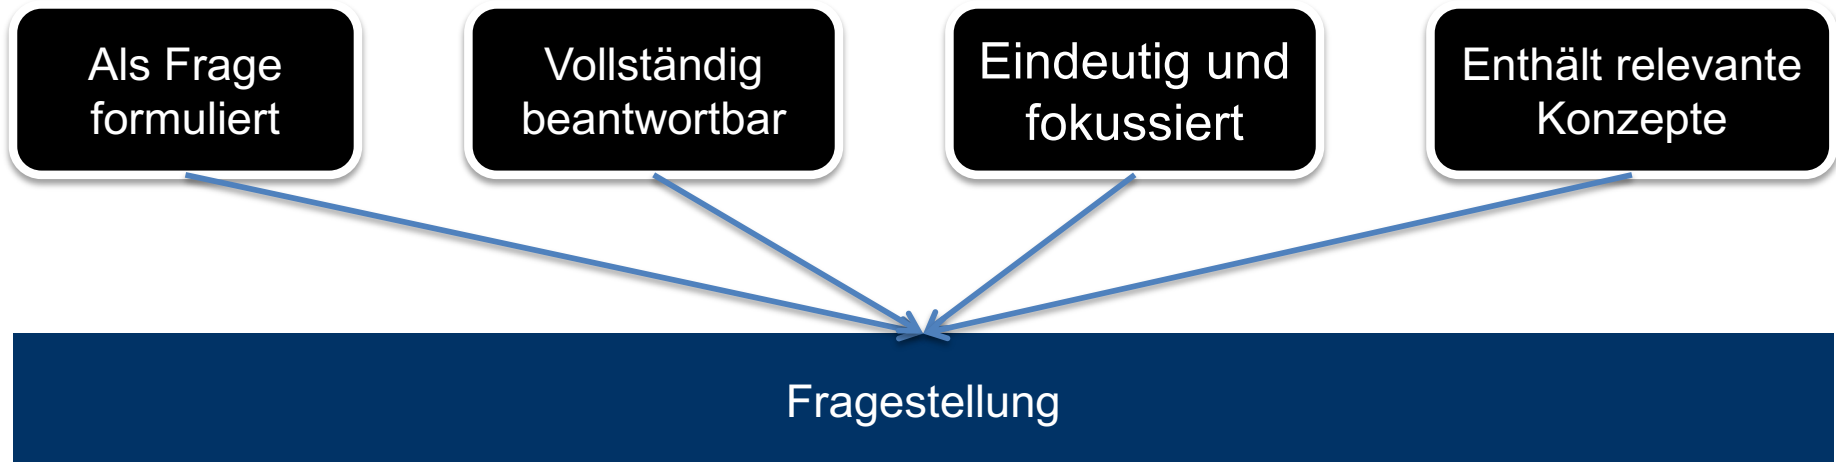 Als Frage
formuliert
Vollständig
beantwortbar
Eindeutig und
fokussiert
Enthält relevante
Konzepte
Fragestellung